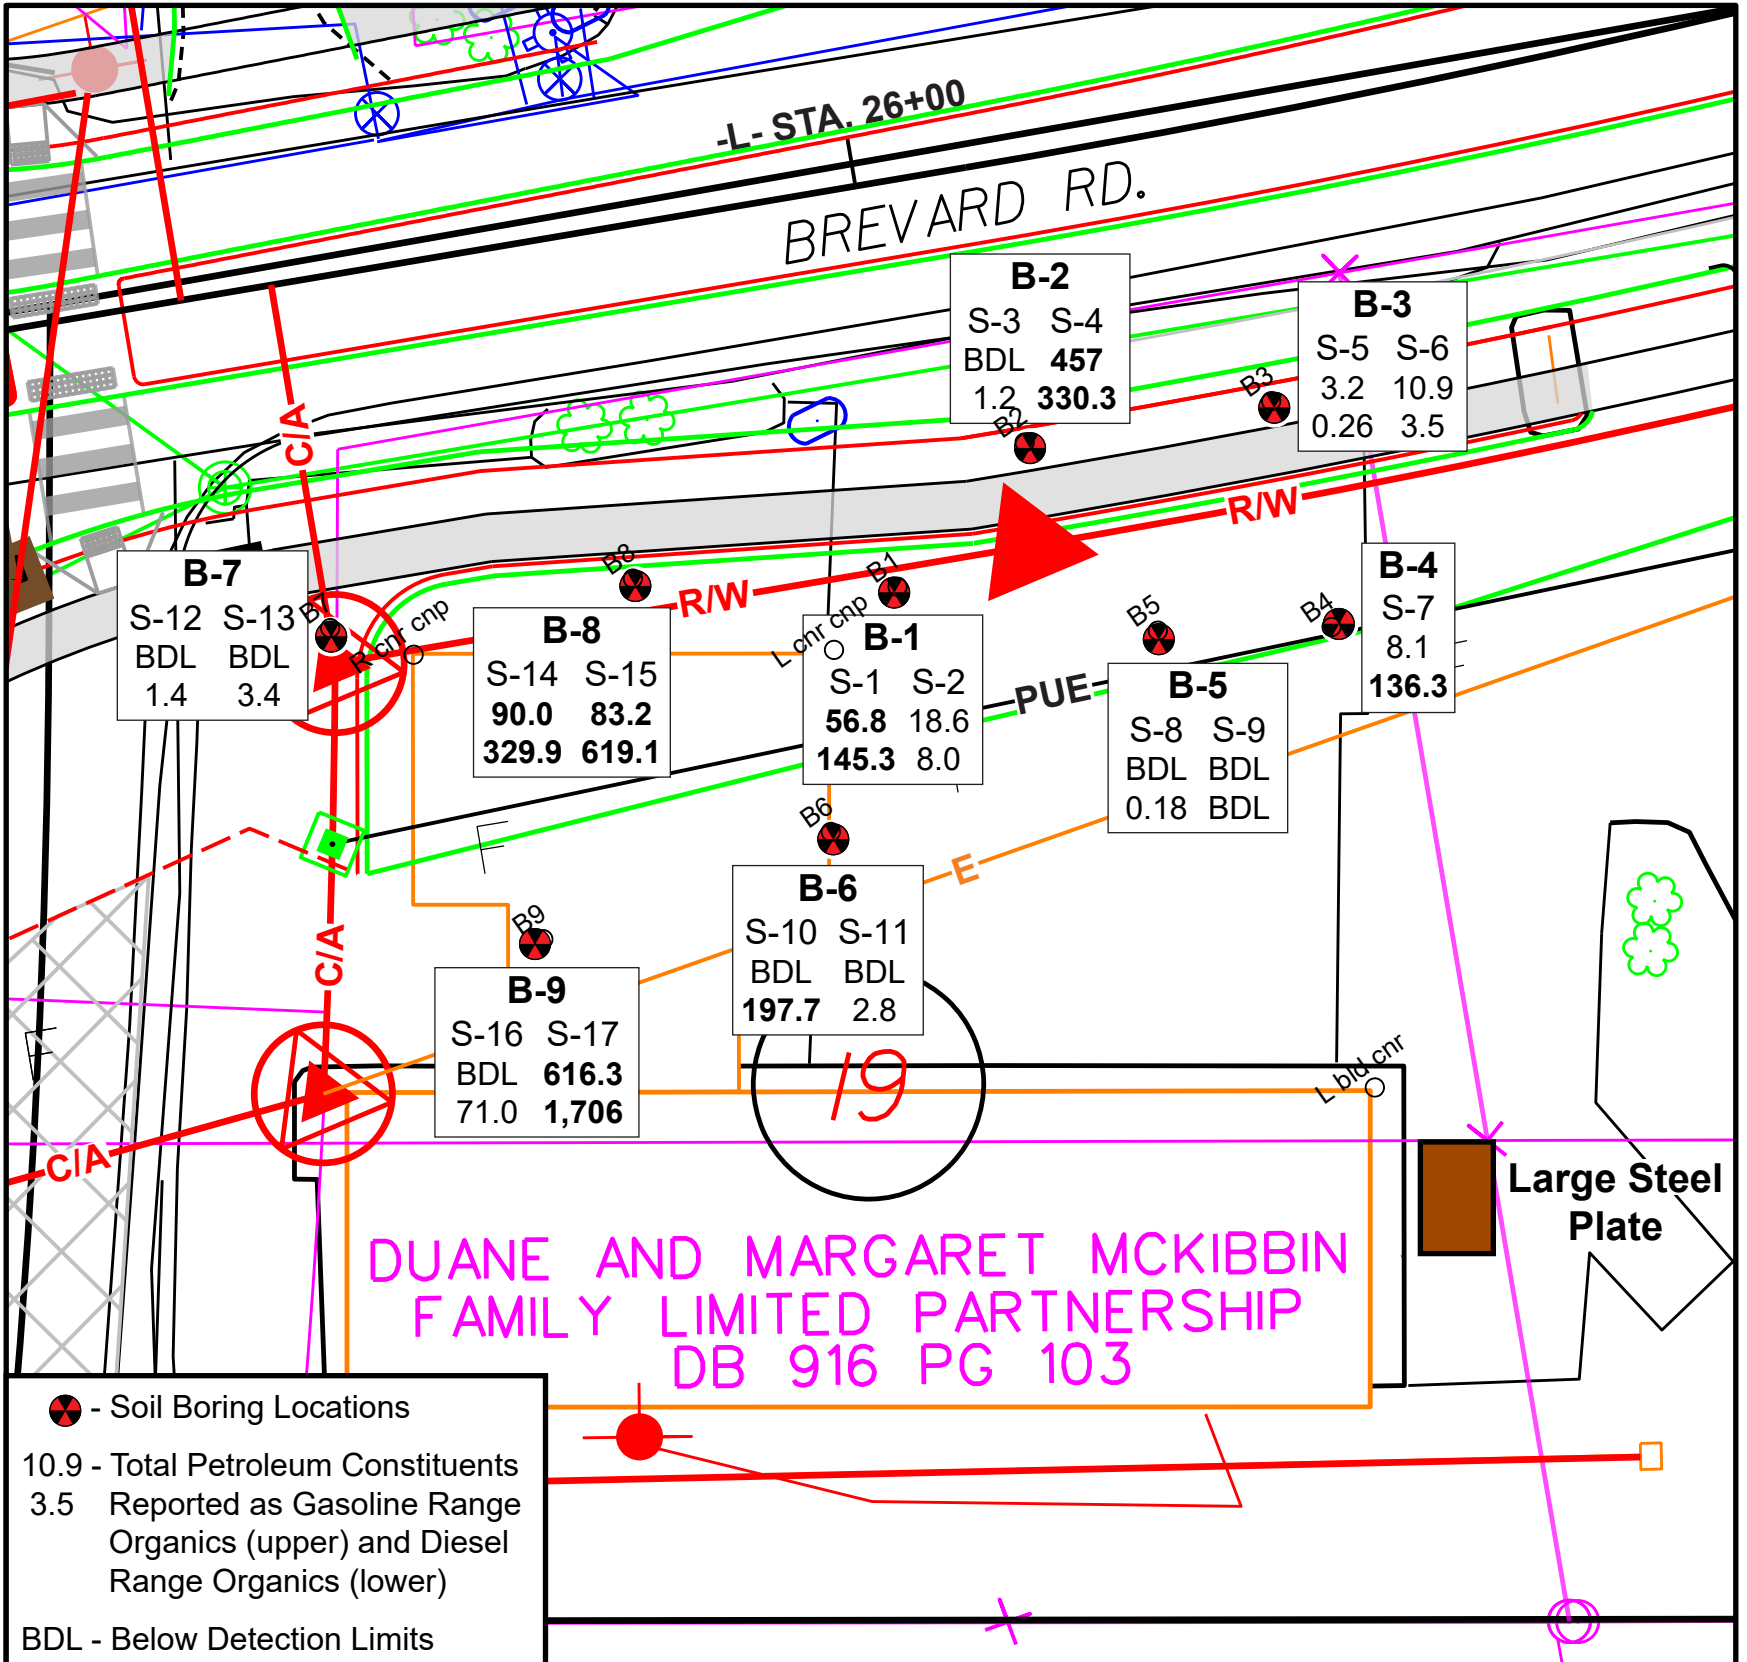 -L- STA. 26+00
BREVARD RD.
B-2
S-3 S-4
BDL 457
1.2 330.3
B2
B-3
S-5 S-6
3.2 10.9
0.26 3.5
B3
C/A
R/W
B-7
S-12 S-13
BDL BDL
1.4 3.4
B7
R cnr cnp
B8
R/W
B-8
S-14 S-15
90.0 83.2
329.9 619.1
B1
L cnr cnp
B-1
S-1 S-2
56.8 18.6
145.3 8.0
PUE
B5
B-5
S-8 S-9
BDL BDL
0.18 BDL
B4
B-4
S-7
8.1
136.3
B6
B-6
S-10 S-11
BDL BDL
197.7 2.8
E
C/A
B9
B-9
S-16 S-17
BDL 616.3
71.0 1,706
19
L bld cnr
C/A
Large Steel
Plate
DUANE AND MARGARET MCKIBBIN
FAMILY LIMITED PARTNERSHIP
DB 916 PG 103
- Soil Boring Locations
10.9 - Total Petroleum Constituents
3.5 Reported as Gasoline Range
Organics (upper) and Diesel
Range Organics (lower)
BDL - Below Detection Limits